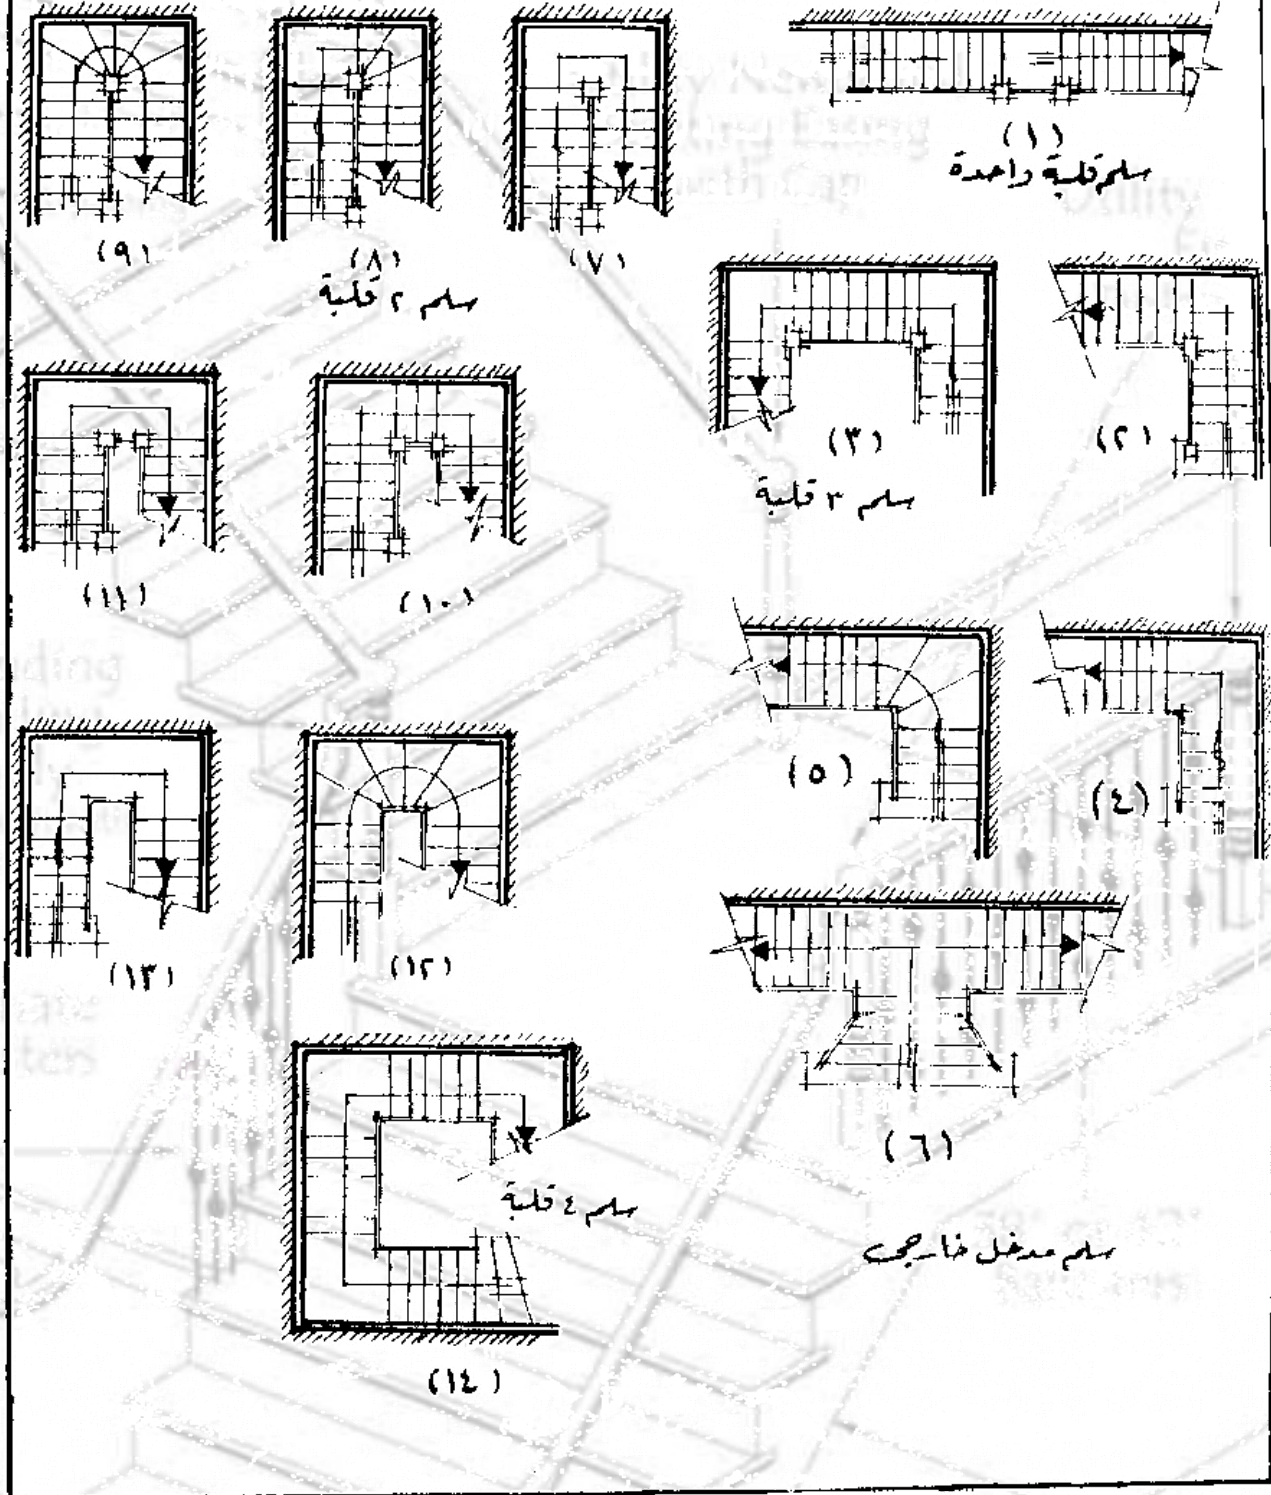 (١)
سلم قلبة واحدة
(٩)
(٨)
(٧)
سلم ٢ قلبة
(٣)
(٢)
سلم ٣ قلبة
(١١)
(١٠)
(٥)
(٤)
(١٣)
(١٢)
(٦)
سلم ٤ قلبة
سلم مدخل خارجى
(١٤)